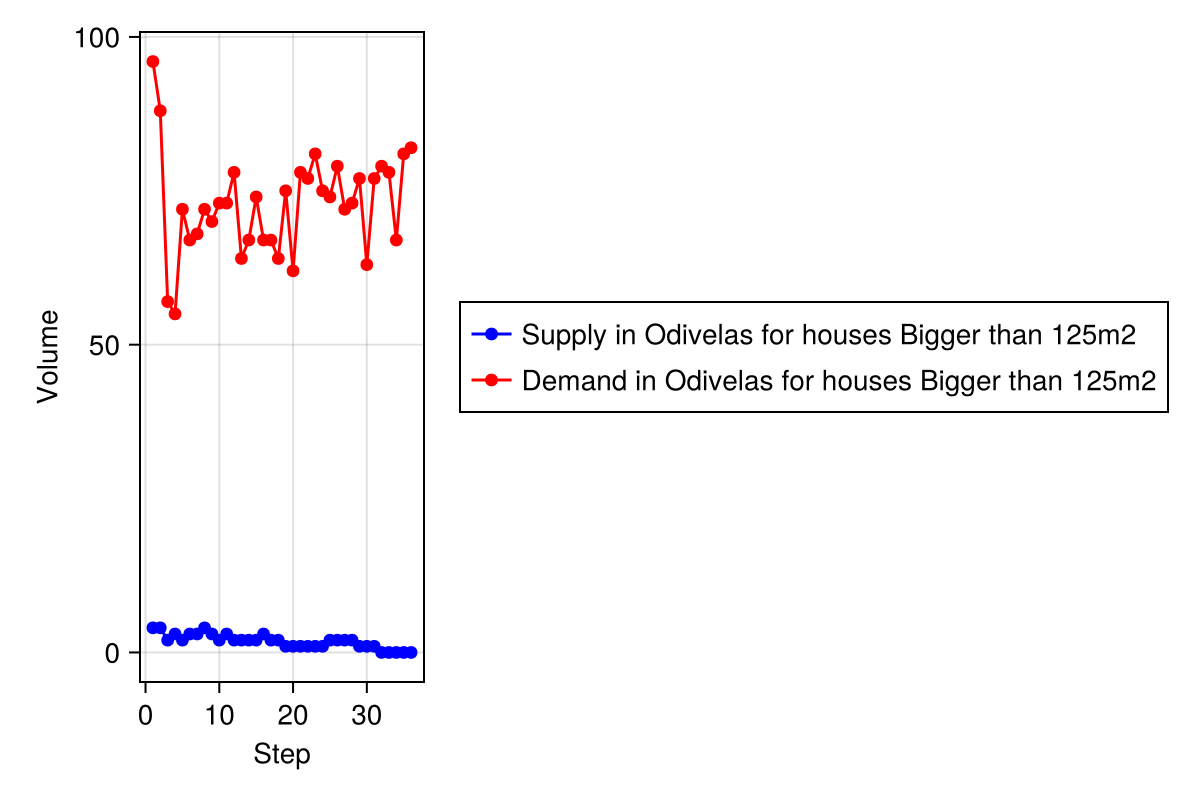 100
50
0
Volume
0 10 20 30
Step
Supply in Odivelas for houses Bigger than 125m2
Demand in Odivelas for houses Bigger than 125m2